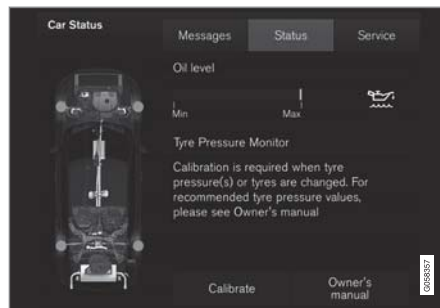 Car Status
Messages
Status
Service
Oil level
Min
Max
Tyre Pressure Monitor
Calibration is required when tyre
pressure(s) or tyres are changed. For
recommended tyre pressure values,
please see Owner's manual
Calibrate
Owner's
manual
G058357